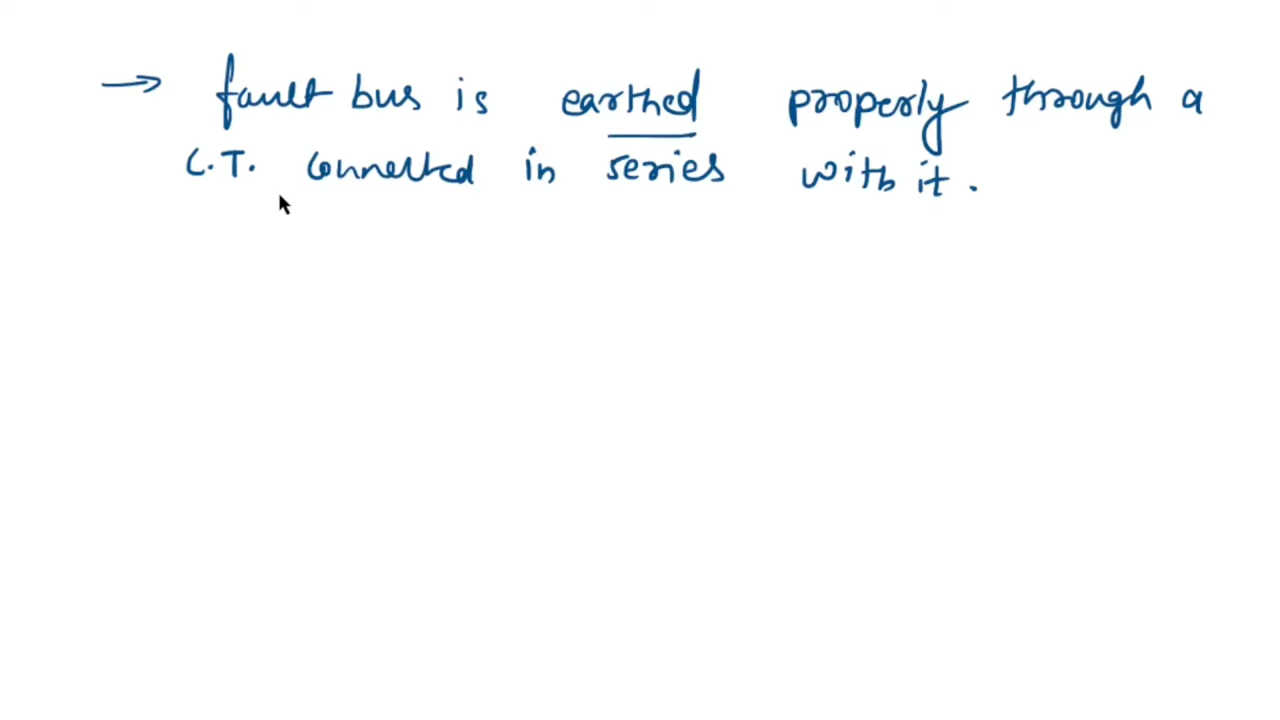 → fault bus is earthed properly through a
C.T. connected in series with it.